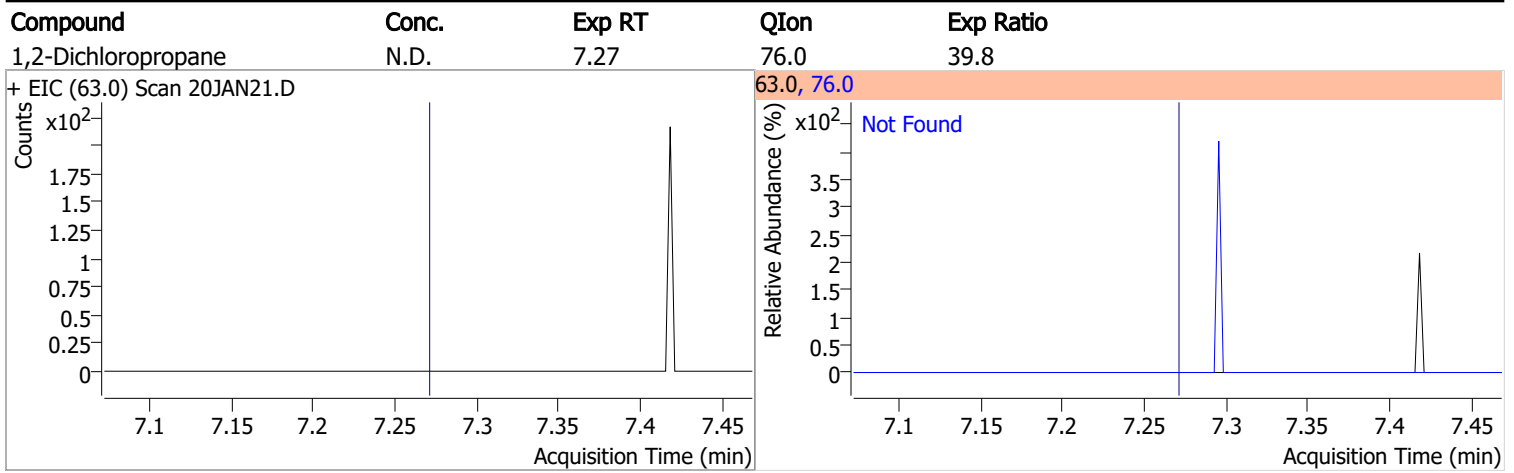 Compound Conc. Exp RT QIon Exp Ratio
1,2-Dichloropropane N.D. 7.27 76.0 39.8
+ EIC (63.0) Scan 20JAN21.D
Counts
x10²
1.75
1.5
1.25
1
0.75
0.5
0.25
0
7.1 7.15 7.2 7.25 7.3 7.35 7.4 7.45
Acquisition Time (min)
63.0, 76.0
Relative Abundance (%)
x10²
Not Found
3.5
3
2.5
2
1.5
1
0.5
0
7.1 7.15 7.2 7.25 7.3 7.35 7.4 7.45
Acquisition Time (min)